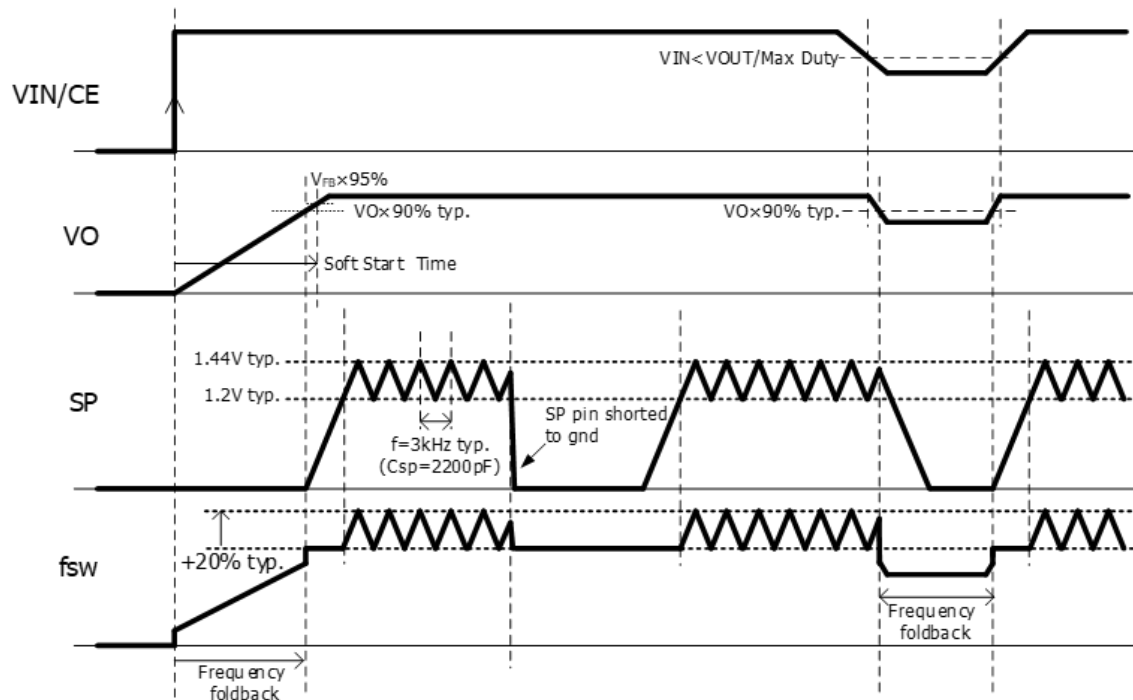 VIN<VOUT/Max Duty
VIN/CE
VFB×95%
VO×90% typ.
VO×90% typ.
VO
Soft Start Time
1.44V typ.
1.2V typ.
SP
SP pin shorted
to gnd
f=3kHz typ.
(Csp=2200pF)
+20% typ.
fsw
Frequency
foldback
Frequency
foldback